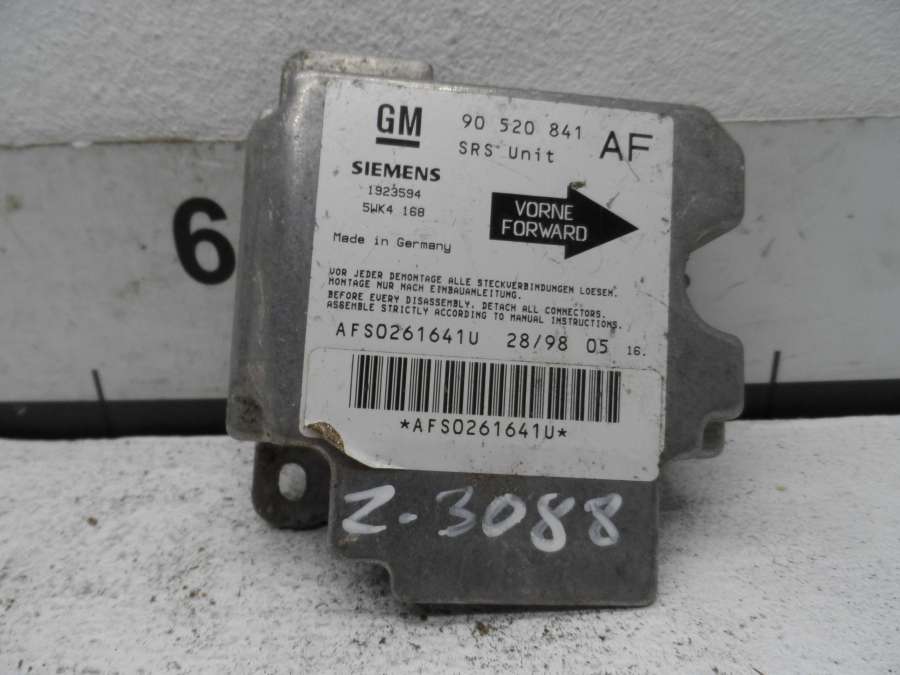 GM 90 520 841 AF
SRS Unit
SIEMENS
1923594
5WK4 168
VORNE
FORWARD
Made in Germany
VOR JEDER DEMONTAGE ALLE STECKVERBINDUNGEN LOESEN.
MONTAGE NUR NACH EINBAUANLEITUNG.
BEFORE EVERY DISASSEMBLY, DETACH ALL CONNECTORS.
ASSEMBLE STRICTLY ACCORDING TO MANUAL INSTRUCTIONS.
AFS0261641U 28/98 05 16.
*AFS0261641U*
Z-3088
6